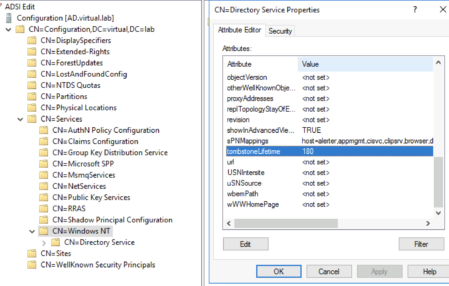 ADSI Edit
Configuration [AD.virtual.lab]
CN=Configuration,DC=virtual,DC=lab
CN=DisplaySpecifiers
CN=Extended-Rights
CN=ForestUpdates
CN=LostAndFoundConfig
CN=NTDS Quotas
CN=Partitions
CN=Physical Locations
CN=Services
CN=AuthN Policy Configuration
CN=Claims Configuration
CN=Group Key Distribution Service
CN=Microsoft SPP
CN=MsmqServices
CN=NetServices
CN=Public Key Services
CN=RRAS
CN=Shadow Principal Configuration
CN=Windows NT
CN=Directory Service
CN=Sites
CN=WellKnown Security Principals
CN=Directory Service Properties
? ×
Attribute Editor Security
Attributes:
Attribute Value
objectVersion <not set>
otherWellKnownObje... <not set>
proxyAddresses <not set>
replTopologyStayOfE... <not set>
revision <not set>
showInAdvancedVie... TRUE
sPNMappings host=alerter,appmgmt,cisvc,clipsrv,browser,d
tombstoneLifetime 180
url <not set>
USNIntersite <not set>
uSNSource <not set>
wbemPath <not set>
wWWHomePage <not set>
Edit Filter
OK Cancel Apply Help